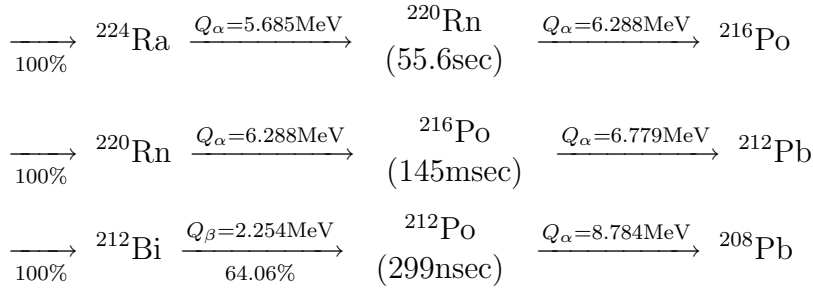 100% ²²⁴Ra Qα=5.685MeV ²²⁰Rn (55.6sec) Qα=6.288MeV ²¹⁶Po
100% ²²⁰Rn Qα=6.288MeV ²¹⁶Po (145msec) Qα=6.779MeV ²¹²Pb
100% ²¹²Bi Qβ=2.254MeV 64.06% ²¹²Po (299nsec) Qα=8.784MeV ²⁰⁸Pb